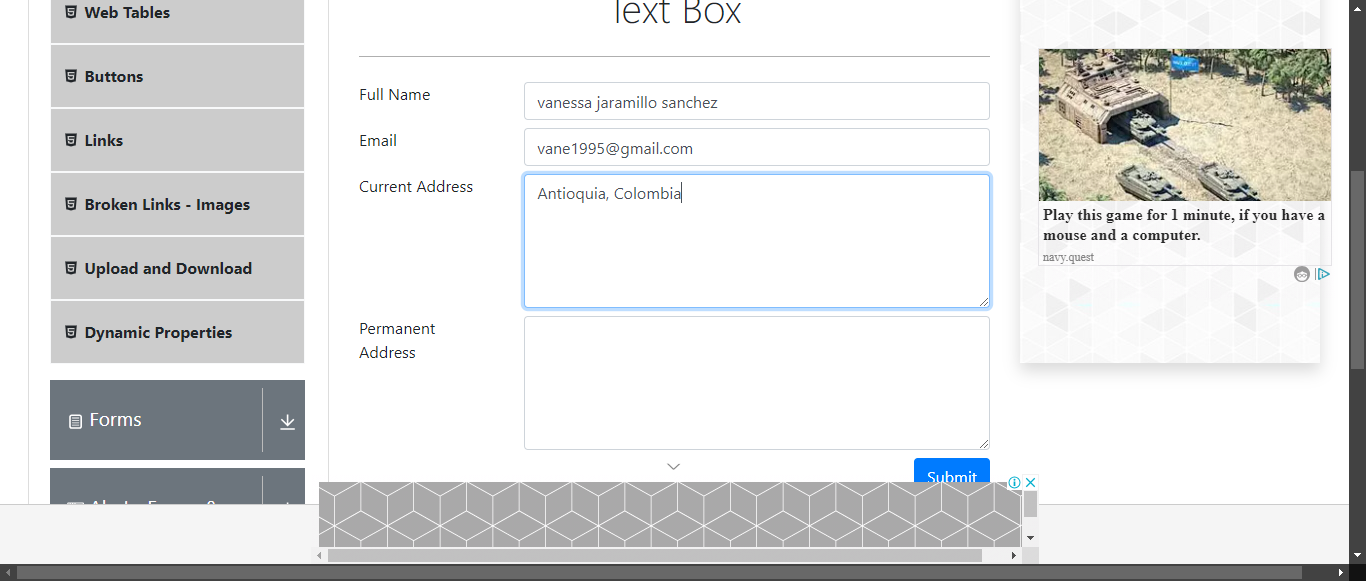 Web Tables
Buttons
Links
Broken Links - Images
Upload and Download
Dynamic Properties
Forms
Text Box
Full Name
vanessa jaramillo sanchez
Email
vane1995@gmail.com
Current Address
Antioquia, Colombia
Permanent
Address
Submit
Play this game for 1 minute, if you have a
mouse and a computer.
navy.quest